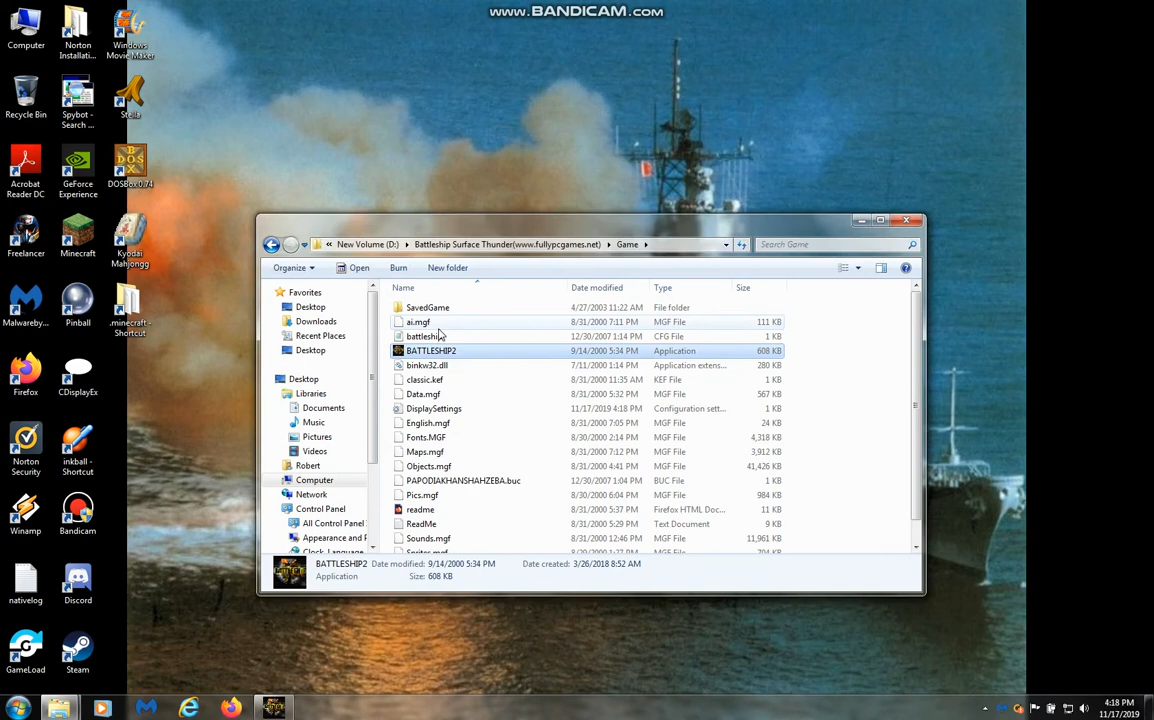 www.BANDICAM.com
Computer
Norton
Installati...
Windows
Movie Maker
Recycle Bin
Spybot -
Search ...
Stella
Acrobat
Reader DC
GeForce
Experience
DOSBox 0.74
Freelancer
Minecraft
Kyodai
Mahjongg
Malwareby...
Pinball
.minecraft -
Shortcut
Firefox
CDisplayEx
Norton
Security
inkball -
Shortcut
Winamp
Bandicam
nativelog
Discord
GameLoad
Steam
« New Volume (D:) Battleship Surface Thunder(www.fullypcgames.net) Game
Search Game
Organize Open Burn New folder
Favorites
Desktop
Downloads
Recent Places
Desktop
Desktop
Libraries
Documents
Music
Pictures
Videos
Robert
Computer
Network
Control Panel
All Control Panel
Appearance and P
Clock, Language
Name Date modified Type Size
SavedGame 4/27/2003 11:22 AM File folder
ai.mgf 8/31/2000 7:11 PM MGF File 111 KB
battleship 12/30/2007 1:14 PM CFG File 1 KB
BATTLESHIP2 9/14/2000 5:34 PM Application 608 KB
binkw32.dll 7/11/2000 1:14 PM Application extens... 280 KB
classic.kef 8/31/2000 11:35 AM KEF File 1 KB
Data.mgf 8/31/2000 5:32 PM MGF File 567 KB
DisplaySettings 11/17/2019 4:18 PM Configuration sett... 1 KB
English.mgf 8/31/2000 7:05 PM MGF File 24 KB
Fonts.MGF 8/30/2000 2:14 PM MGF File 4,318 KB
Maps.mgf 8/31/2000 7:12 PM MGF File 3,912 KB
Objects.mgf 8/31/2000 4:41 PM MGF File 41,426 KB
PAPODIAKHANSHAHZEBA.buc 12/30/2007 1:04 PM BUC File 1 KB
Pics.mgf 8/30/2000 6:04 PM MGF File 984 KB
readme 8/31/2000 5:37 PM Firefox HTML Doc... 11 KB
ReadMe 8/31/2000 5:29 PM Text Document 9 KB
Sounds.mgf 8/31/2000 12:46 PM MGF File 11,961 KB
Sprites.mgf 8/29/2000 1:27 PM MGF File 704 KB
BATTLESHIP2 Date modified: 9/14/2000 5:34 PM Date created: 3/26/2018 8:52 AM
Application Size: 608 KB
4:18 PM
11/17/2019